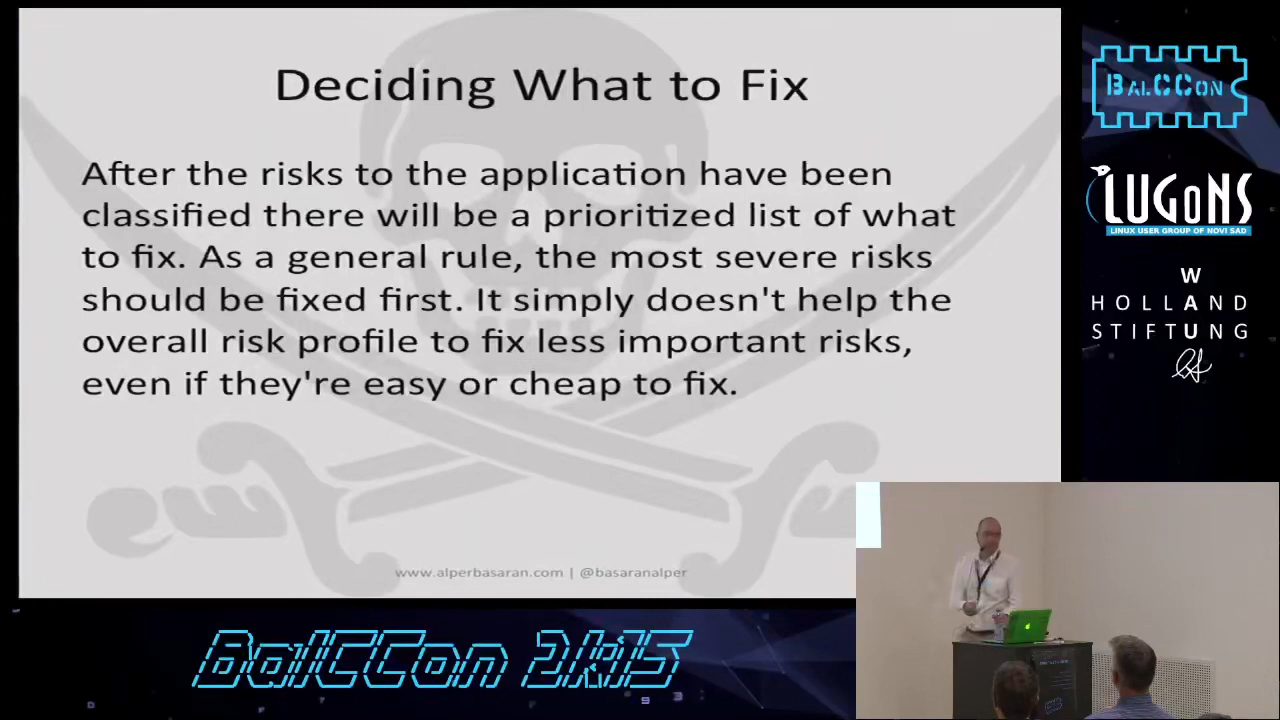 Deciding What to Fix
After the risks to the application have been
classified there will be a prioritized list of what
to fix. As a general rule, the most severe risks
should be fixed first. It simply doesn't help the
overall risk profile to fix less important risks,
even if they're easy or cheap to fix.
www.alperbasaran.com | @basaranalper
BALCCON
LUGONS
LINUX USER GROUP OF NOVI SAD
WAU
HOLLAND
STIFTUNG
BalCCon 2k15